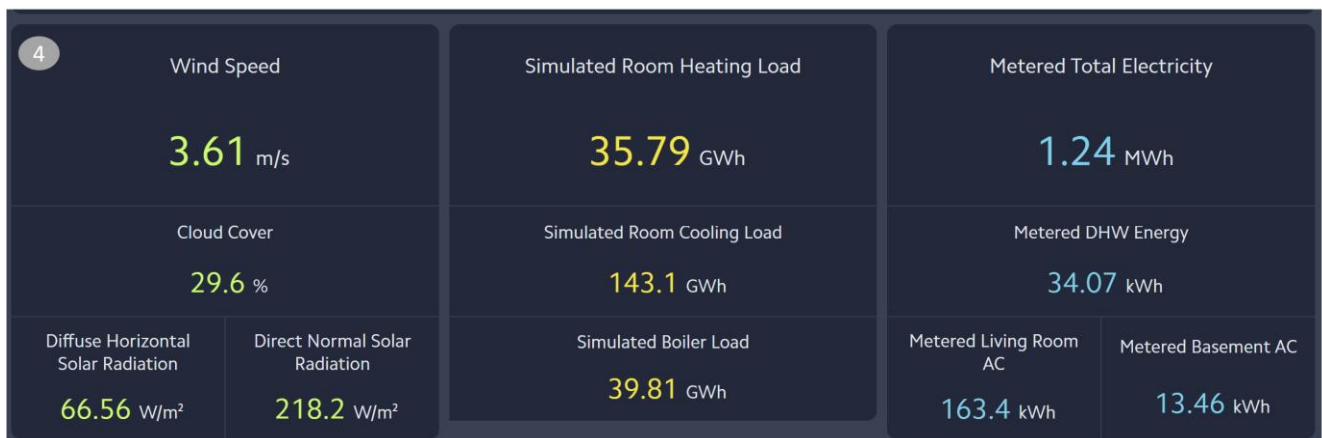 4
Wind Speed
3.61 m/s
Cloud Cover
29.6 %
Diffuse Horizontal
Solar Radiation
66.56 W/m²
Direct Normal Solar
Radiation
218.2 W/m²
Simulated Room Heating Load
35.79 GWh
Simulated Room Cooling Load
143.1 GWh
Simulated Boiler Load
39.81 GWh
Metered Total Electricity
1.24 MWh
Metered DHW Energy
34.07 kWh
Metered Living Room
AC
163.4 kWh
Metered Basement AC
13.46 kWh